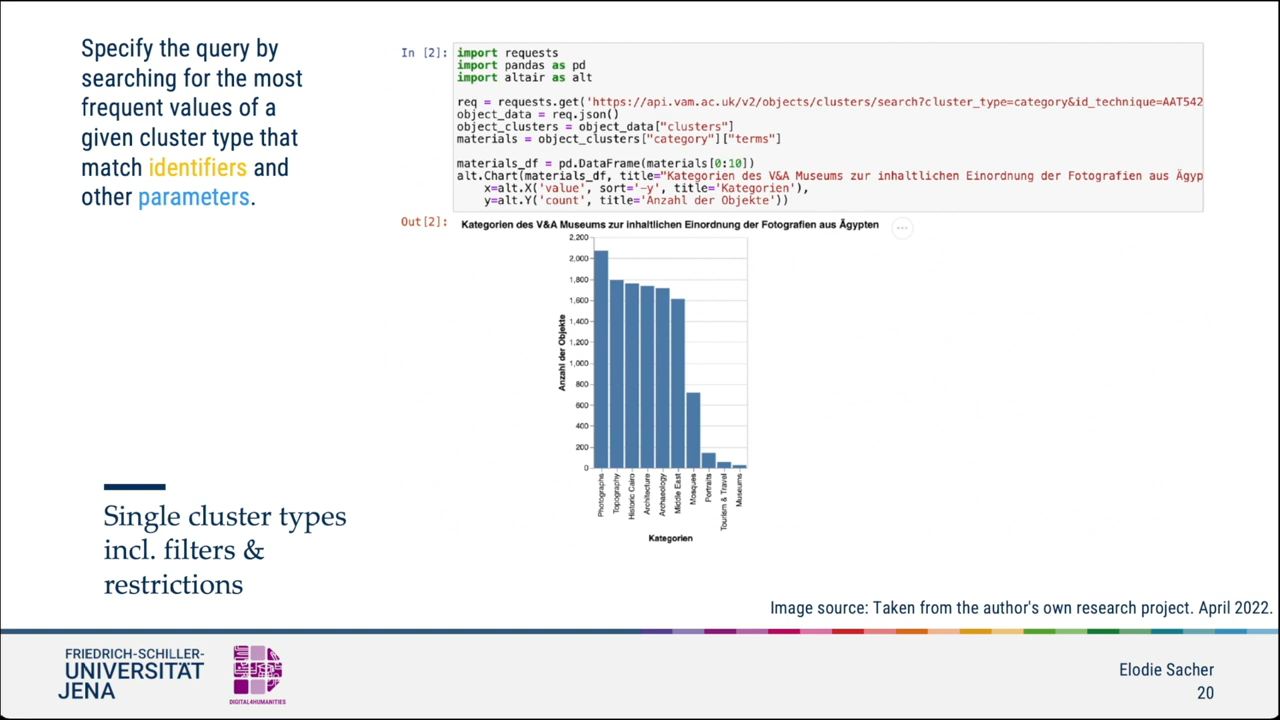 Specify the query by
searching for the most
frequent values of a
given cluster type that
match identifiers and
other parameters.
In [2]:
import requests
import pandas as pd
import altair as alt
req = requests.get('https://api.vam.ac.uk/v2/objects/clusters/search?cluster_type=category&id_technique=AAT542
object_data = req.json()
object_clusters = object_data["clusters"]
materials = object_clusters["category"]["terms"]
materials_df = pd.DataFrame(materials[0:10])
alt.Chart(materials_df, title="Kategorien des V&A Museums zur inhaltlichen Einordnung der Fotografien aus Ägyp
x=alt.X('value', sort='-y', title='Kategorien'),
y=alt.Y('count', title='Anzahl der Objekte'))
Out[2]:
Kategorien des V&A Museums zur inhaltlichen Einordnung der Fotografien aus Ägypten
2,200
2,000
1,800
1,600
1,400
1,200
1,000
800
600
400
200
0
Anzahl der Objekte
Photographs
Topography
Historic Cairo
Architecture
Archaeology
Middle East
Mosques
Portraits
Tourism & Travel
Museums
Kategorien
Single cluster types
incl. filters &
restrictions
Image source: Taken from the author's own research project. April 2022.
FRIEDRICH-SCHILLER-
UNIVERSITÄT
JENA
DIGITAL4HUMANITIES
Elodie Sacher
20